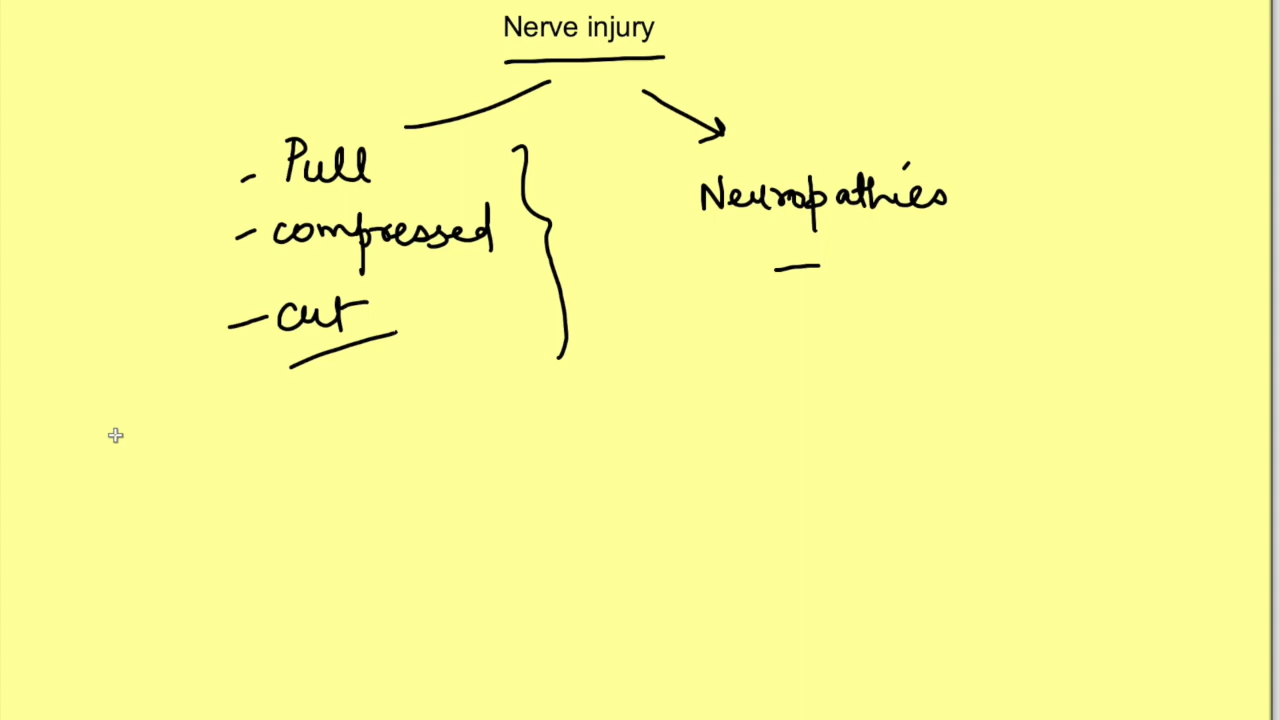 Nerve injury
- Pull
- compressed
- cut
Neuropathies